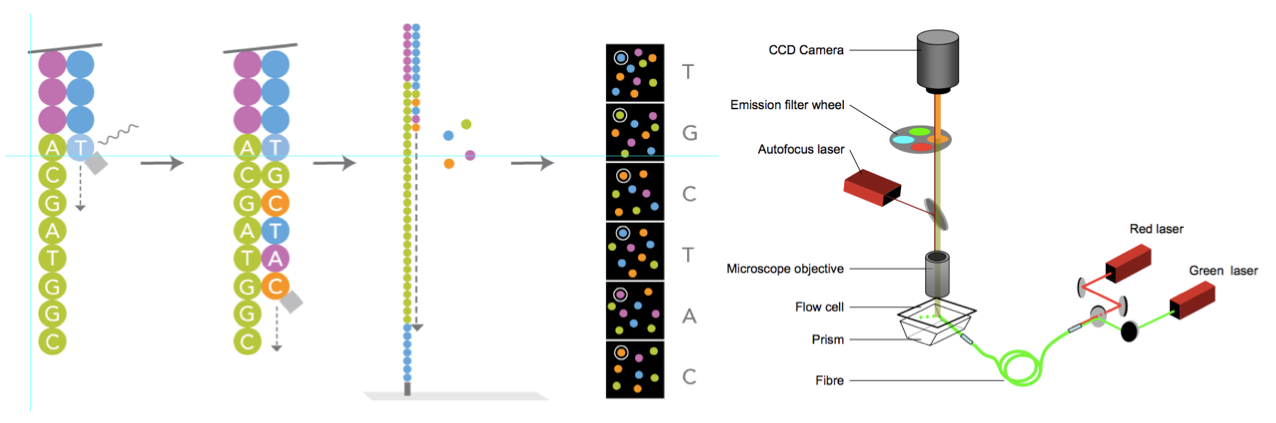 A T
C
G
A
T
G
G
C
A T
C G
G C
A T
T A
G C
G
C
T
G
C
T
A
C
CCD Camera
Emission filter wheel
Autofocus laser
Microscope objective
Flow cell
Prism
Fibre
Red laser
Green laser